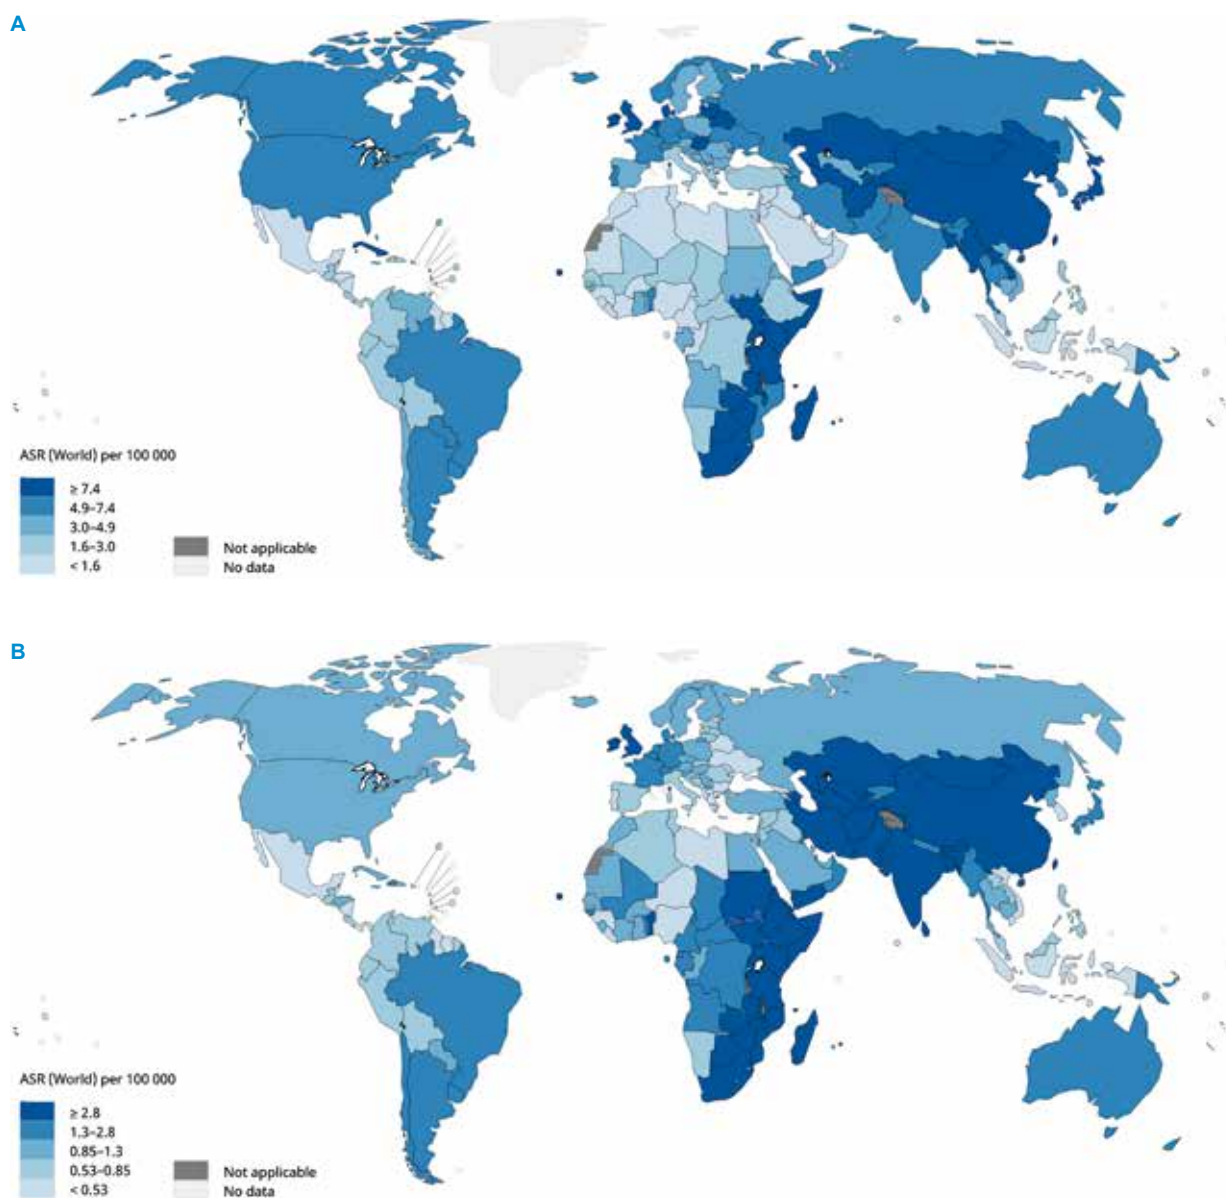 A
ASR (World) per 100 000
≥ 7.4
4.9–7.4
3.0–4.9
1.6–3.0
< 1.6
Not applicable
No data
B
ASR (World) per 100 000
≥ 2.8
1.3–2.8
0.85–1.3
0.53–0.85
< 0.53
Not applicable
No data